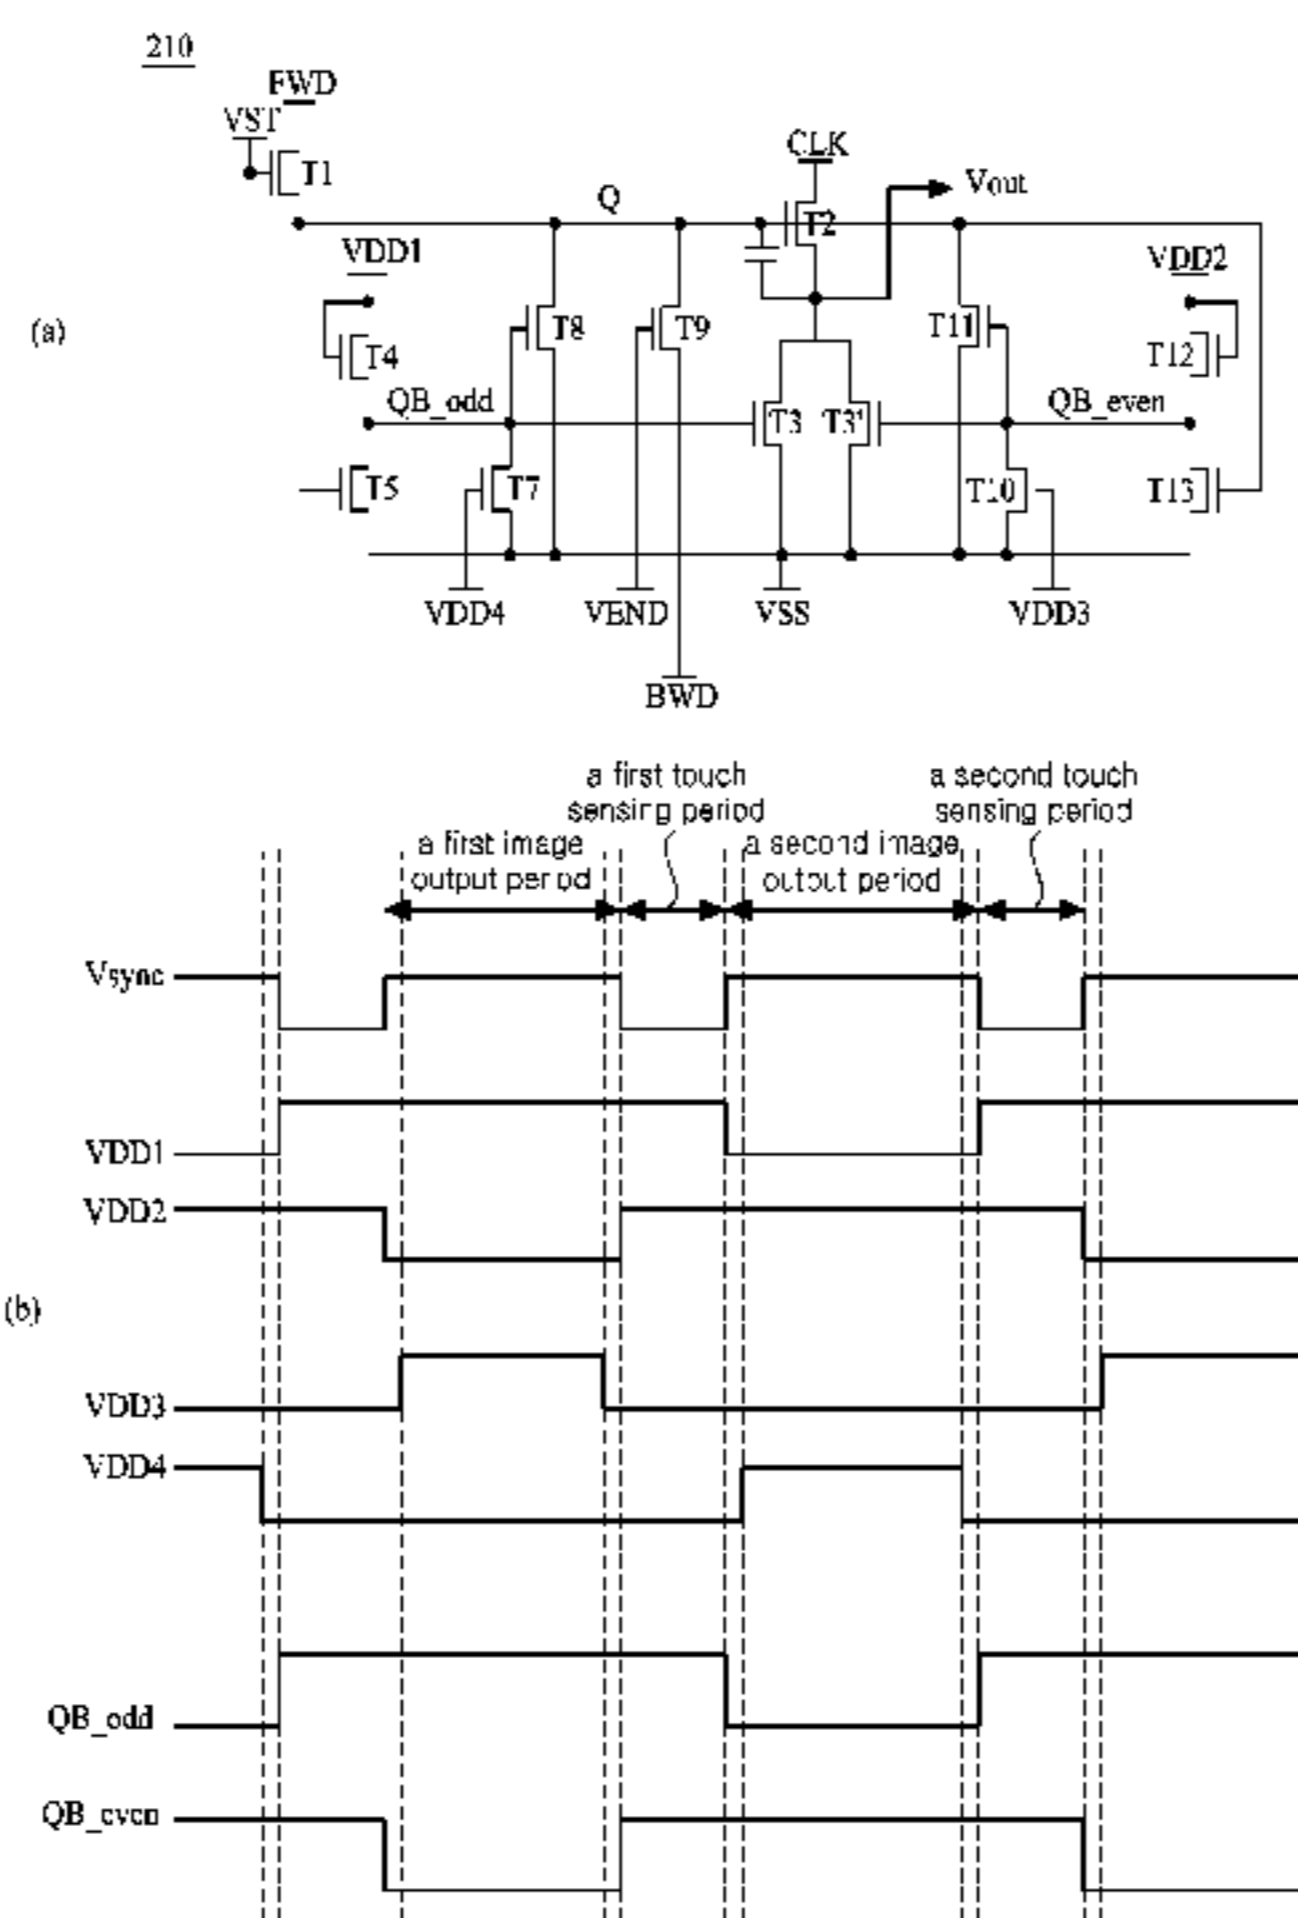 210
FWD
VST
T1
CLK
Vout
Q
T2
VDD1
VDD2
(a)
T8
T9
T11
T4
T12
QB_odd
QB_even
T3
T3'
T5
T7
T10
T13
VDD4
VEND
VSS
VDD3
BWD
a first touch
sensing period
a second touch
sensing period
a first image
output period
a second image
output period
Vsync
VDD1
VDD2
(b)
VDD3
VDD4
QB_odd
QB_even